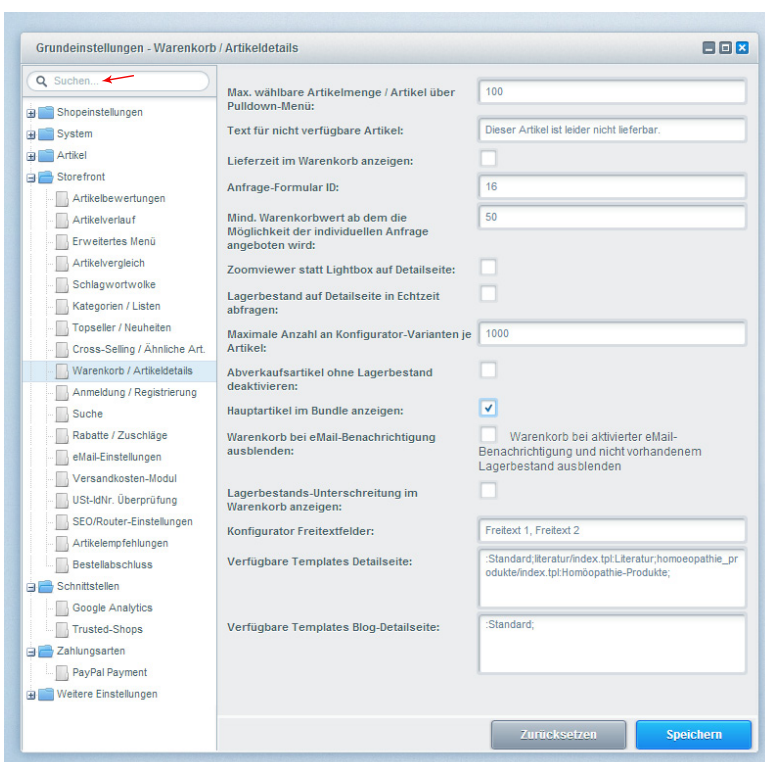 Grundeinstellungen - Warenkorb / Artikeldetails
Suchen...
Shopeinstellungen
System
Artikel
Storefront
Artikelbewertungen
Artikelverlauf
Erweitertes Menü
Artikelvergleich
Schlagwortwolke
Kategorien / Listen
Topseller / Neuheiten
Cross-Selling / Ähnliche Art.
Warenkorb / Artikeldetails
Anmeldung / Registrierung
Suche
Rabatte / Zuschläge
eMail-Einstellungen
Versandkosten-Modul
USt-IdNr. Überprüfung
SEO/Router-Einstellungen
Artikelempfehlungen
Bestellabschluss
Schnittstellen
Google Analytics
Trusted-Shops
Zahlungsarten
PayPal Payment
Weitere Einstellungen
Max. wählbare Artikelmenge / Artikel über
Pulldown-Menü:
100
Text für nicht verfügbare Artikel:
Dieser Artikel ist leider nicht lieferbar.
Lieferzeit im Warenkorb anzeigen:
Anfrage-Formular ID:
16
Mind. Warenkorbwert ab dem die
Möglichkeit der individuellen Anfrage
angeboten wird:
50
Zoomviewer statt Lightbox auf Detailseite:
Lagerbestand auf Detailseite in Echtzeit
abfragen:
Maximale Anzahl an Konfigurator-Varianten je
Artikel:
1000
Abverkaufsartikel ohne Lagerbestand
deaktivieren:
Hauptartikel im Bundle anzeigen:
Warenkorb bei eMail-Benachrichtigung
ausblenden:
Warenkorb bei aktivierter eMail-
Benachrichtigung und nicht vorhandenem
Lagerbestand ausblenden
Lagerbestands-Unterschreitung im
Warenkorb anzeigen:
Konfigurator Freitextfelder:
Freitext 1, Freitext 2
Verfügbare Templates Detailseite:
:Standard;literatur/index.tpl:Literatur;homoeopathie_pr
odukte/index.tpl:Homöopathie-Produkte;
Verfügbare Templates Blog-Detailseite:
:Standard;
Zurücksetzen
Speichern